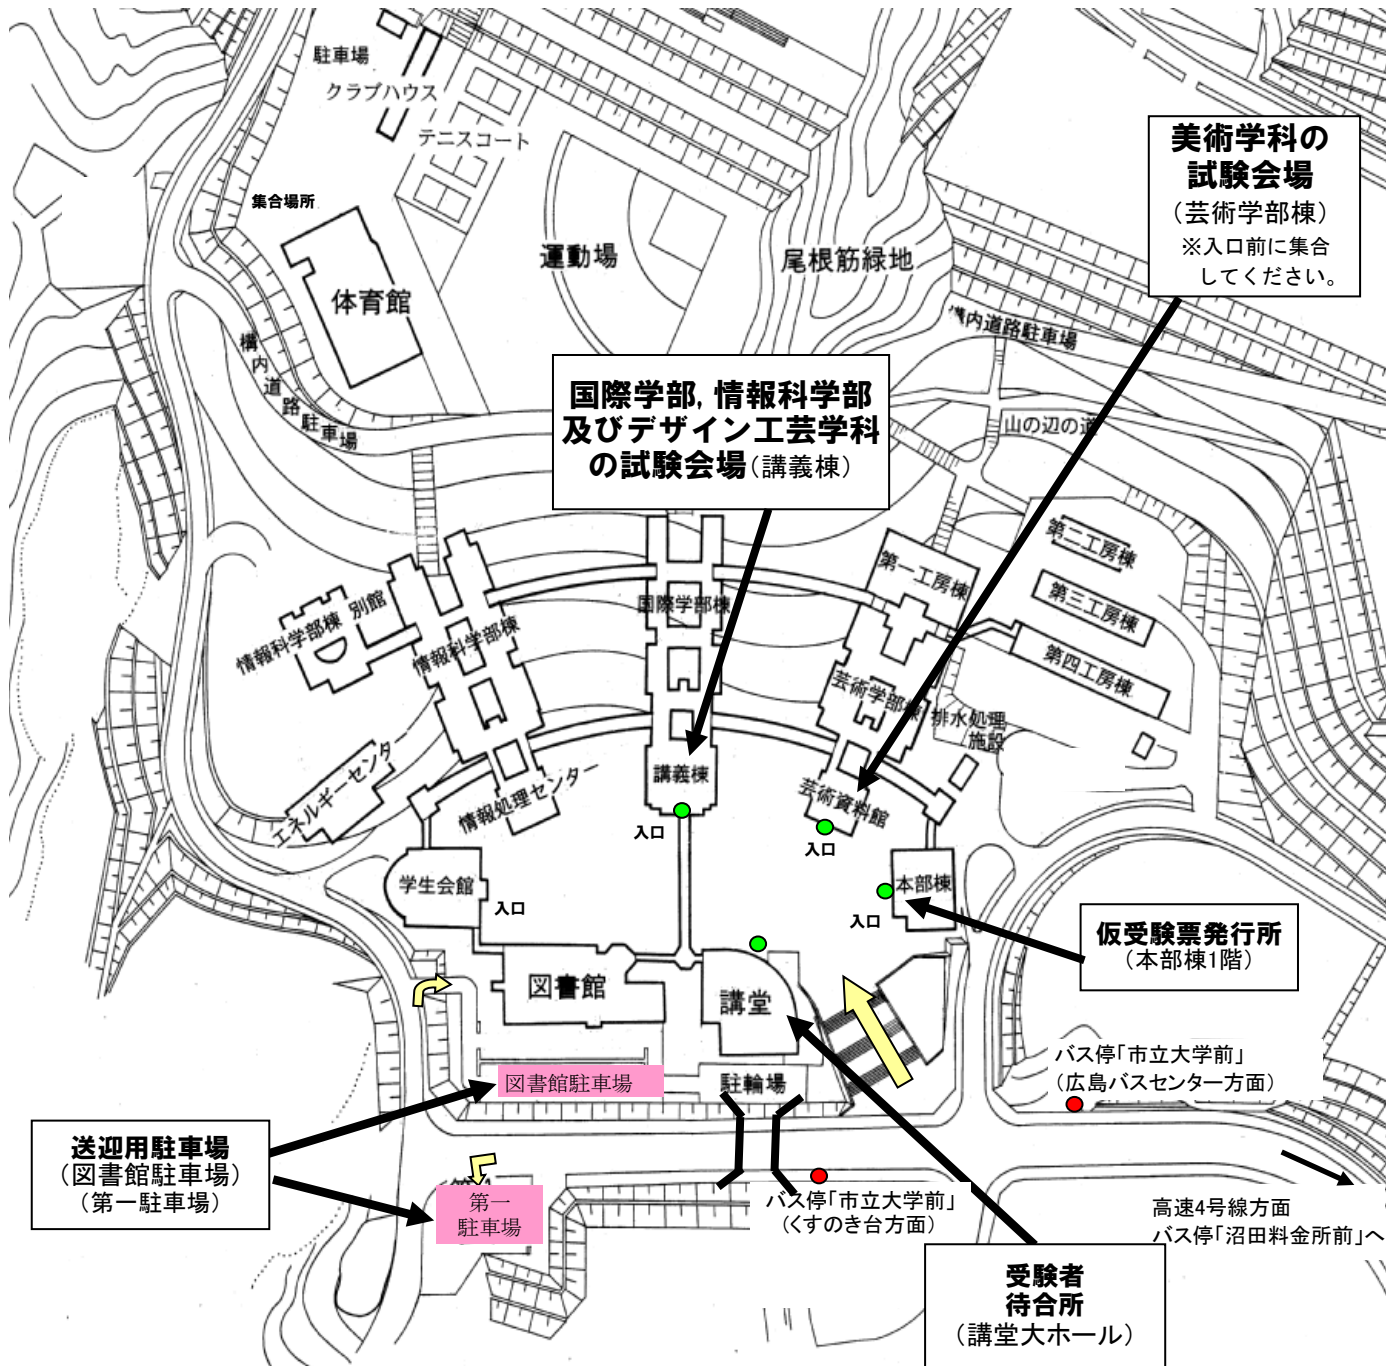 駐車場
クラブハウス
テニスコート
集合場所
体育館
運動場
尾根筋緑地
美術学科の
試験会場
（芸術学部棟）
※入口前に集合
してください。
構内道路駐車場
構内道路駐車場
山の辺の道
国際学部，情報科学部
及びデザイン工芸学科
の試験会場（講義棟）
第一工房棟
第二工房棟
第三工房棟
第四工房棟
国際学部棟
情報科学部棟 別館
情報科学部棟
芸術学部棟
排水処理
施設
エネルギーセンター
情報処理センター
講義棟
入口
芸術資料館
入口
学生会館
入口
本部棟
入口
仮受験票発行所
（本部棟1階）
図書館
講堂
図書館駐車場
駐輪場
バス停「市立大学前」
（広島バスセンター方面）
送迎用駐車場
（図書館駐車場）
（第一駐車場）
第一
駐車場
バス停「市立大学前」
（くすのき台方面）
高速4号線方面
バス停「沼田料金所前」へ
受験者
待合所
（講堂大ホール）